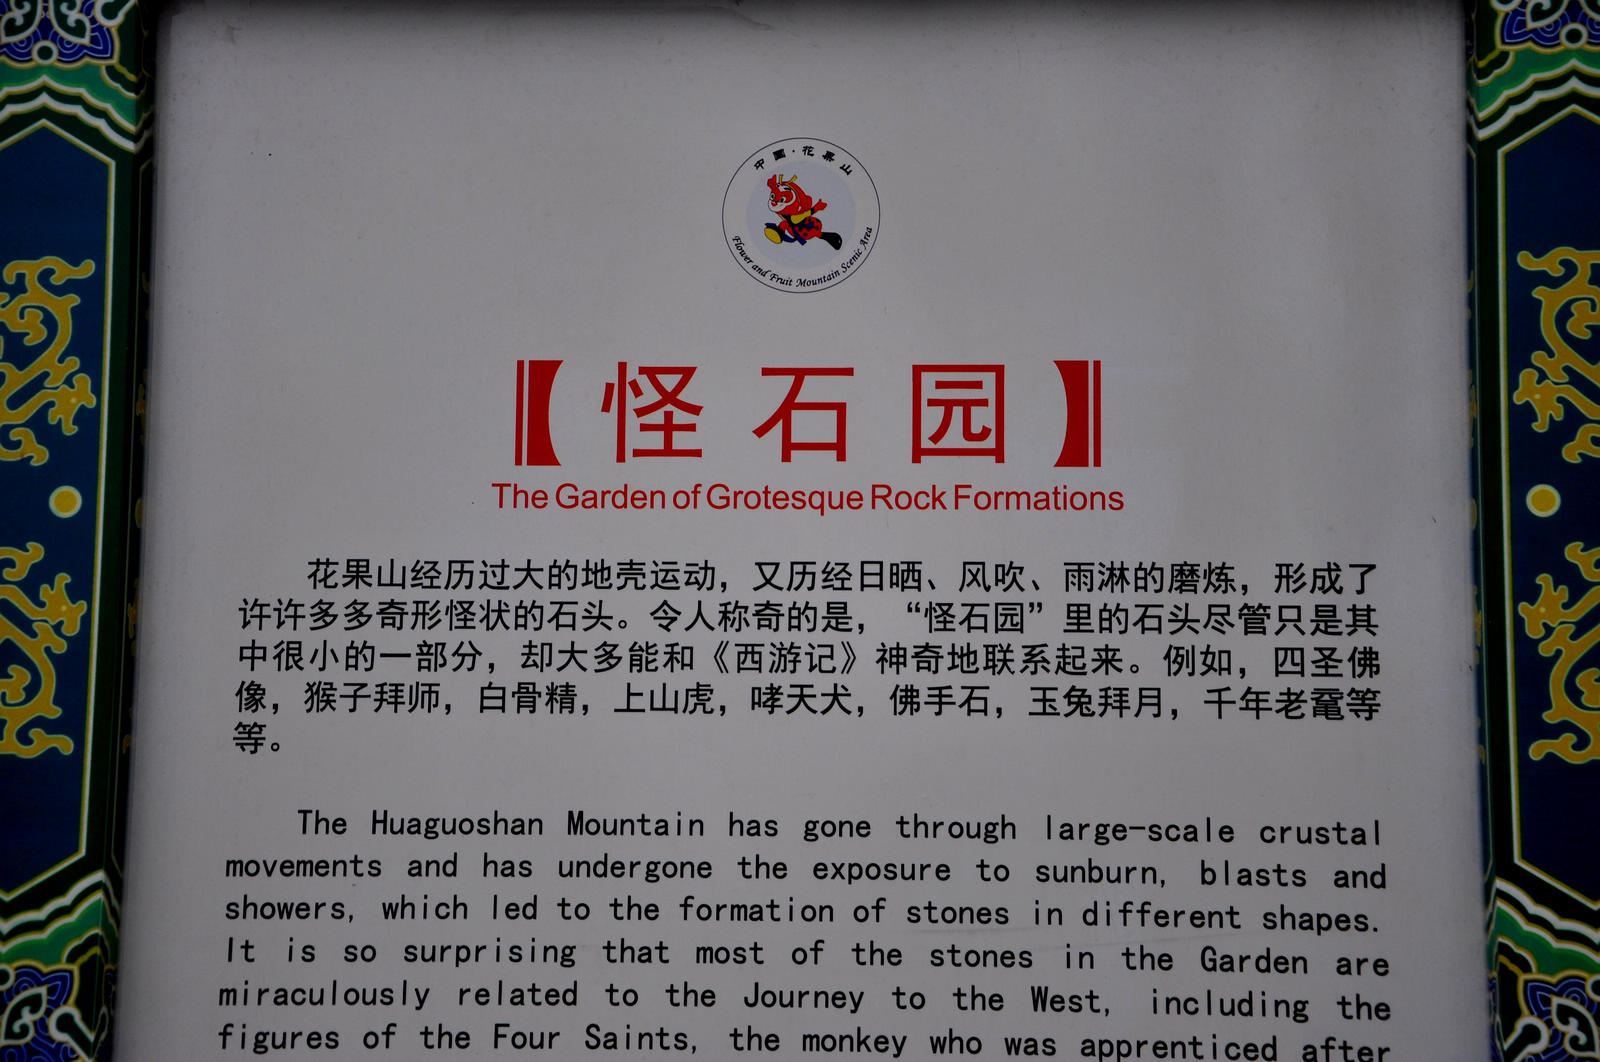 中国·花果山
Flower and Fruit Mountain Scenic Area
【怪石园】
The Garden of Grotesque Rock Formations
花果山经历过大的地壳运动，又历经日晒、风吹、雨淋的磨炼，形成了
许许多多奇形怪状的石头。令人称奇的是，“怪石园”里的石头尽管只是其
中很小的一部分，却大多能和《西游记》神奇地联系起来。例如，四圣佛
像，猴子拜师，白骨精，上山虎，哮天犬，佛手石，玉兔拜月，千年老鼋等
等。
The Huaguoshan Mountain has gone through large-scale crustal
movements and has undergone the exposure to sunburn, blasts and
showers, which led to the formation of stones in different shapes.
It is so surprising that most of the stones in the Garden are
miraculously related to the Journey to the West, including the
figures of the Four Saints, the monkey who was apprenticed after